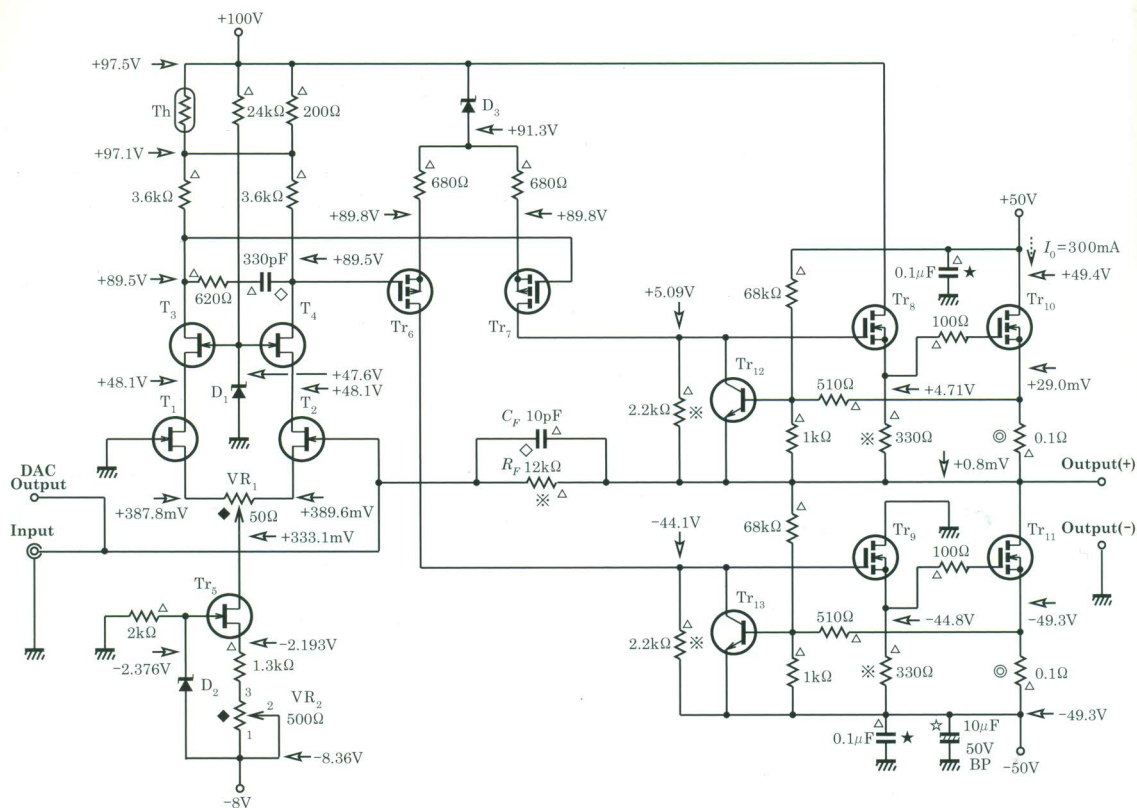 +100V
+97.5V
Th
24kΩ
200Ω
D3
+91.3V
+97.1V
3.6kΩ
3.6kΩ
680Ω
680Ω
+89.8V
+89.8V
+50V
I0=300mA
+89.5V
330pF
+89.5V
620Ω
0.1μF ★
+49.4V
68kΩ
+5.09V
T3
T4
Tr6
Tr7
Tr8
100Ω
Tr10
+48.1V
D1
+47.6V
+48.1V
Tr12
+4.71V
+29.0mV
T1
T2
CF 10pF
510Ω
2.2kΩ ※
1kΩ
※ 330Ω
◎ 0.1Ω
RF 12kΩ
※
+0.8mV
Output(+)
DAC
Output
VR1
+387.8mV
◆ 50Ω
+389.6mV
Input
+333.1mV
68kΩ
-44.1V
Tr9
100Ω
Tr11
Output(-)
Tr5
Tr13
510Ω
-44.8V
-49.3V
2kΩ
-2.193V
-2.376V
1.3kΩ
2.2kΩ ※
1kΩ
※ 330Ω
◎ 0.1Ω
D2
3
◆ 2
VR2
500Ω
1
-8.36V
-49.3V
0.1μF ★
☆ 10μF
50V
BP
-50V
-8V